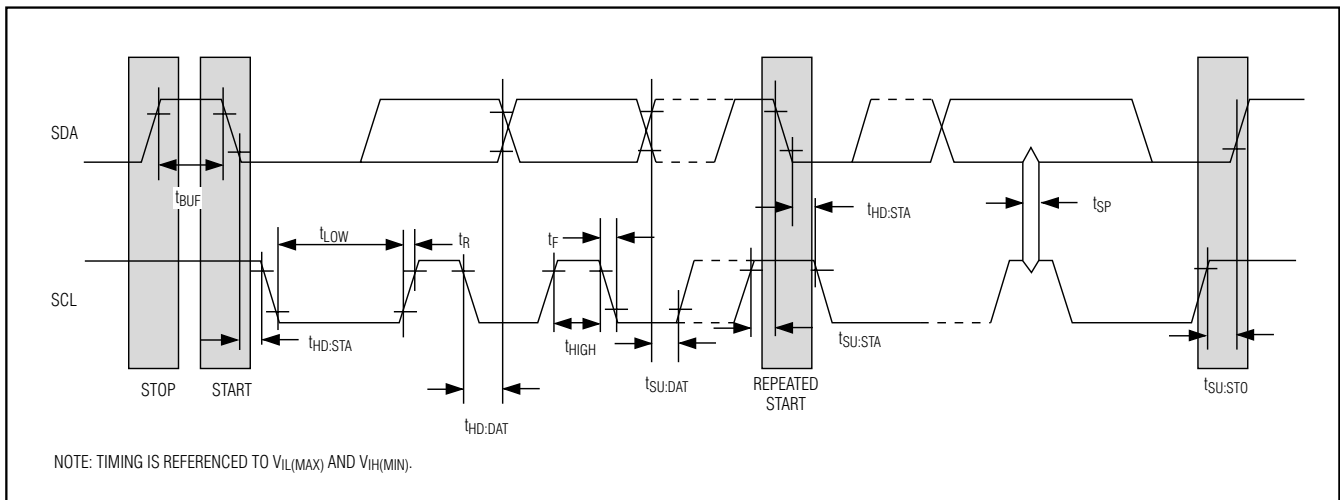 SDA
tBUF
tLOW
tR
tF
tHD:STA
tSP
SCL
tHD:STA
tHIGH
tSU:STA
STOP
START
tSU:DAT
REPEATED
START
tSU:STO
tHD:DAT
NOTE: TIMING IS REFERENCED TO VIL(MAX) AND VIH(MIN).